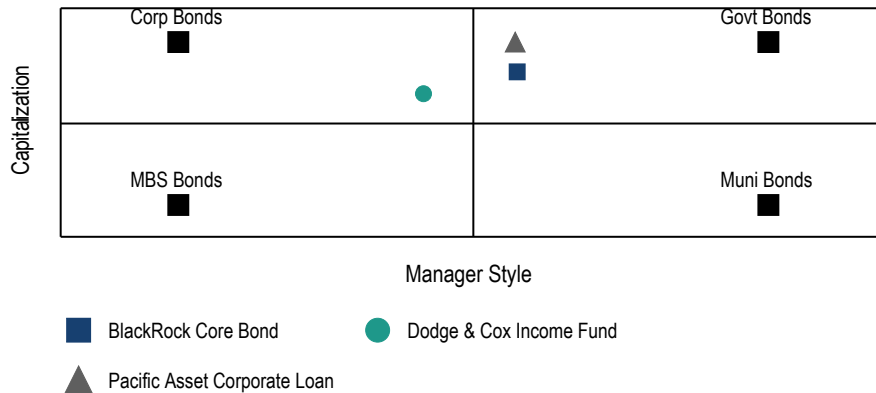 Corp Bonds
Govt Bonds
Capitalization
MBS Bonds
Muni Bonds
Manager Style
BlackRock Core Bond
Dodge & Cox Income Fund
Pacific Asset Corporate Loan